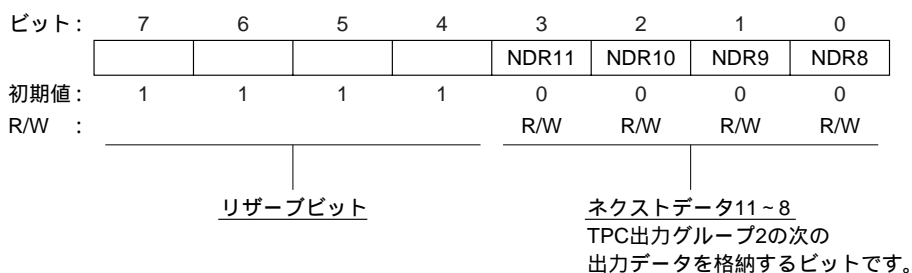 ビット: 7 6 5 4 3 2 1 0
NDR11 NDR10 NDR9 NDR8
初期値: 1 1 1 1 0 0 0 0
R/W : R/W R/W R/W R/W
リザーブビット
ネクストデータ11~8
TPC出力グループ2の次の
出力データを格納するビットです。